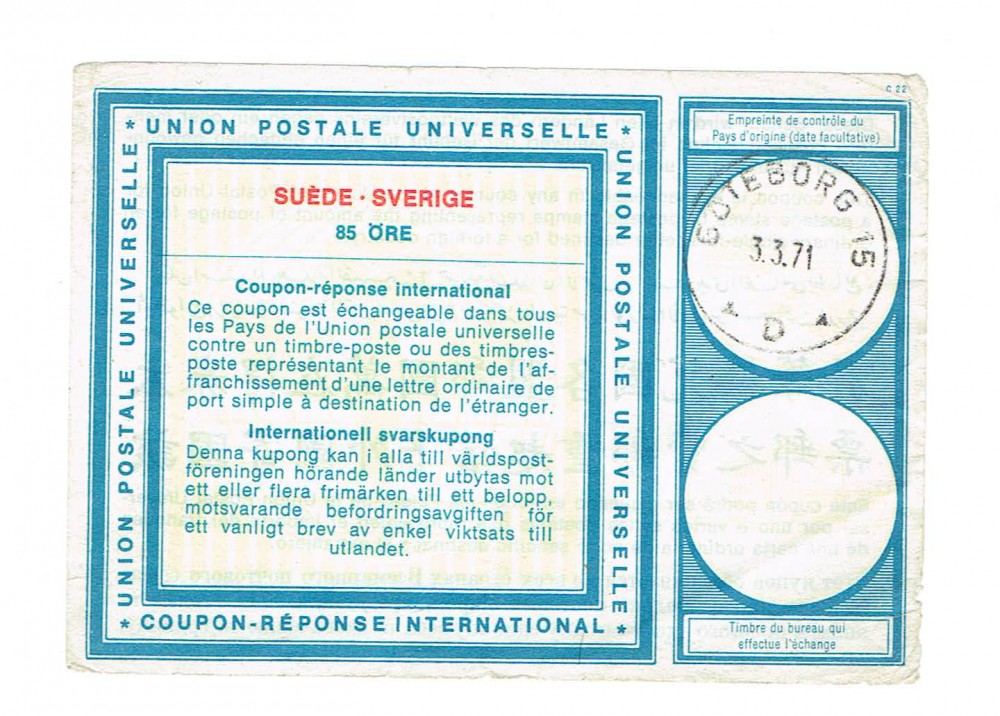 C 22
* UNION POSTALE UNIVERSELLE *
UNION POSTALE UNIVERSELLE
UNION POSTALE UNIVERSELLE
SUÈDE · SVERIGE
85 ÖRE
Coupon-réponse international
Ce coupon est échangeable dans tous
les Pays de l'Union postale universelle
contre un timbre-poste ou des timbres-
poste représentant le montant de l'af-
franchissement d'une lettre ordinaire de
port simple à destination de l'étranger.
Internationell svarskupong
Denna kupong kan i alla till världspost-
föreningen hörande länder utbytas mot
ett eller flera frimärken till ett belopp,
motsvarande befordringsavgiften för
ett vanligt brev av enkel viktsats till
utlandet.
* COUPON-RÉPONSE INTERNATIONAL *
Empreinte de contrôle du
Pays d'origine (date facultative)
GÖTEBORG 15
3.3.71
D
Timbre du bureau qui
effectue l'échange